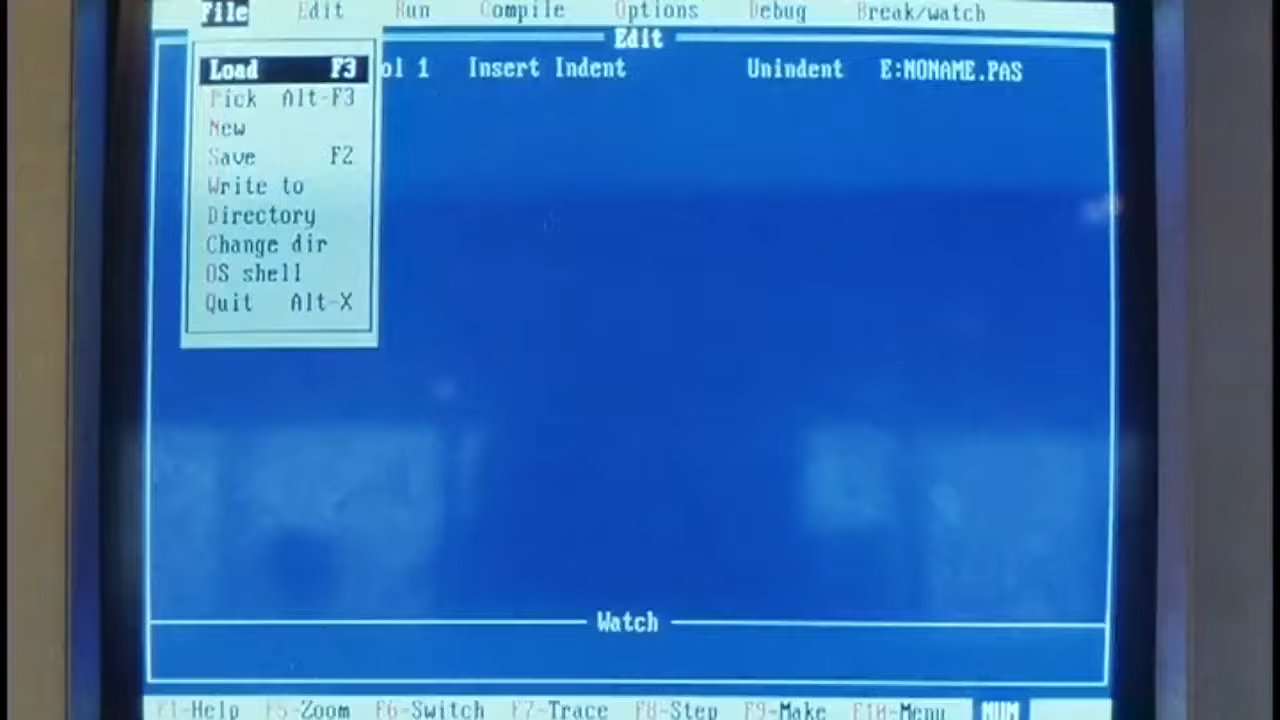 File Edit Run Compile Options Debug Break/watch
Edit
ol 1 Insert Indent Unindent E:NONAME.PAS
Load F3
Pick Alt-F3
New
Save F2
Write to
Directory
Change dir
OS shell
Quit Alt-X
Watch
F1-Help F5-Zoom F6-Switch F7-Trace F8-Step F9-Make F10-Menu NUM